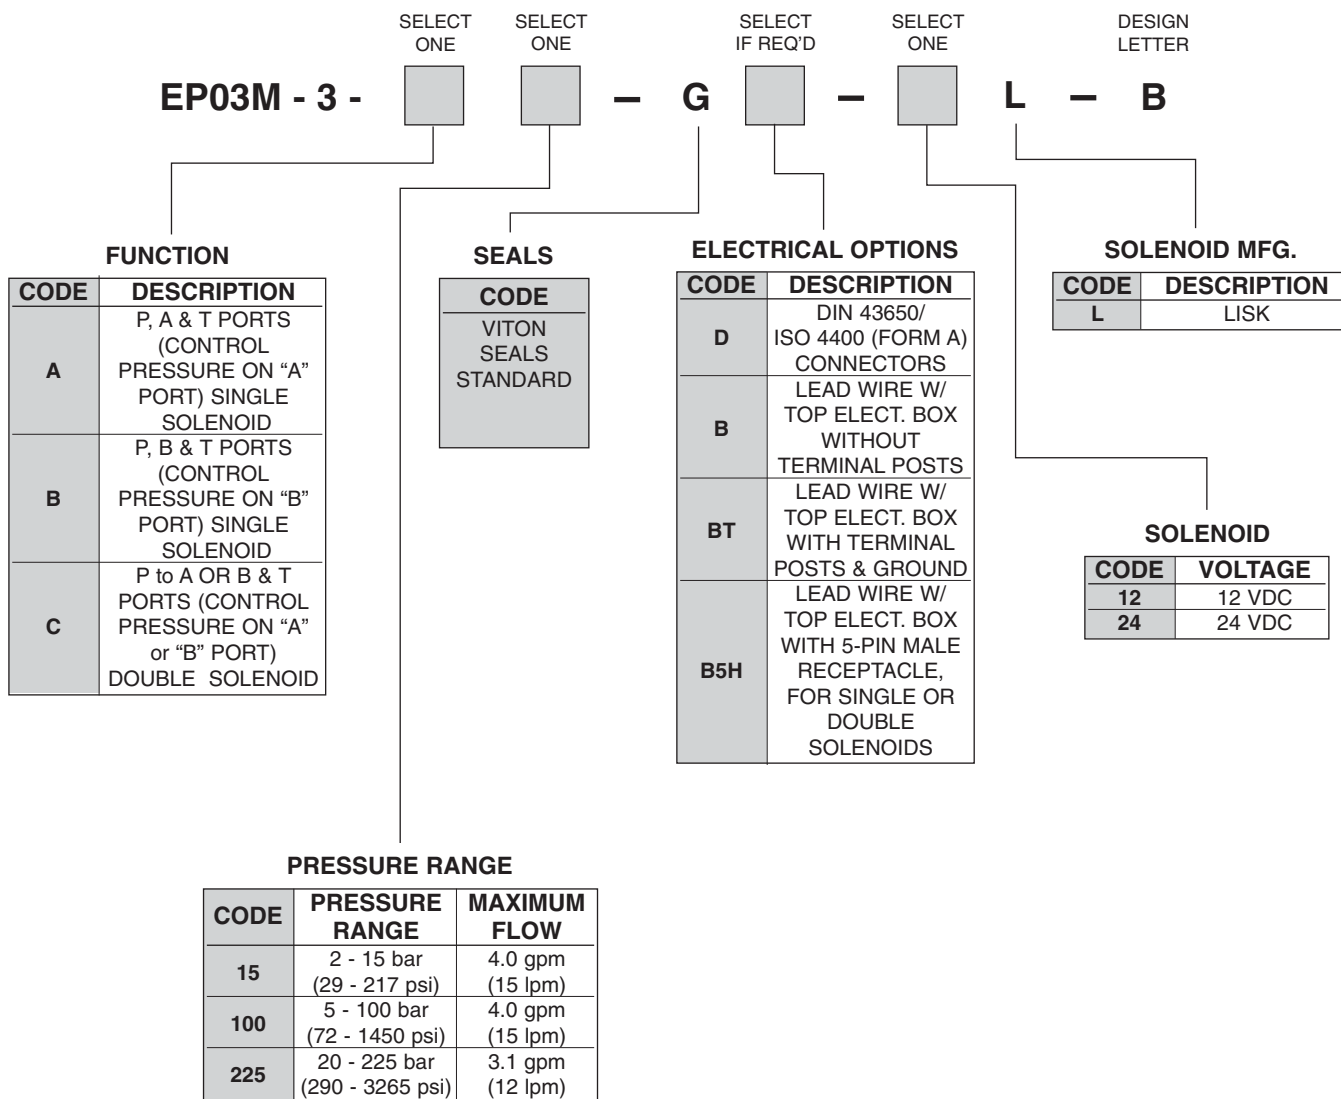 SELECT
ONE
SELECT
ONE
SELECT
IF REQ'D
SELECT
ONE
DESIGN
LETTER
EP03M - 3 - – G – L – B
FUNCTION
CODE DESCRIPTION
A
P, A & T PORTS
(CONTROL
PRESSURE ON “A”
PORT) SINGLE
SOLENOID
B
P, B & T PORTS
(CONTROL
PRESSURE ON “B”
PORT) SINGLE
SOLENOID
C
P to A OR B & T
PORTS (CONTROL
PRESSURE ON “A”
or “B” PORT)
DOUBLE SOLENOID
SEALS
CODE
VITON
SEALS
STANDARD
ELECTRICAL OPTIONS
CODE DESCRIPTION
D
DIN 43650/
ISO 4400 (FORM A)
CONNECTORS
B
LEAD WIRE W/
TOP ELECT. BOX
WITHOUT
TERMINAL POSTS
BT
LEAD WIRE W/
TOP ELECT. BOX
WITH TERMINAL
POSTS & GROUND
B5H
LEAD WIRE W/
TOP ELECT. BOX
WITH 5-PIN MALE
RECEPTACLE,
FOR SINGLE OR
DOUBLE
SOLENOIDS
SOLENOID MFG.
CODE DESCRIPTION
L LISK
SOLENOID
CODE VOLTAGE
12 12 VDC
24 24 VDC
PRESSURE RANGE
CODE
PRESSURE
RANGE
MAXIMUM
FLOW
15
2 - 15 bar
(29 - 217 psi)
4.0 gpm
(15 lpm)
100
5 - 100 bar
(72 - 1450 psi)
4.0 gpm
(15 lpm)
225
20 - 225 bar
(290 - 3265 psi)
3.1 gpm
(12 lpm)